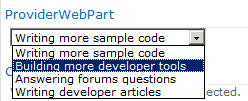 ProviderWebPart
Writing more sample code
Writing more sample code
Building more developer tools
Answering forums questions
Writing developer articles
ected.